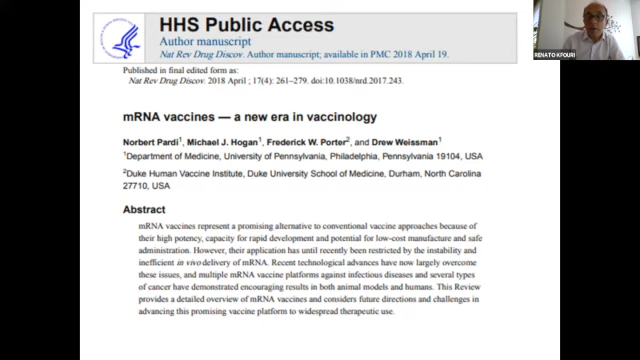 HHS Public Access
Author manuscript
Nat Rev Drug Discov. Author manuscript; available in PMC 2018 April 19.
Published in final edited form as:
Nat Rev Drug Discov. 2018 April ; 17(4): 261–279. doi:10.1038/nrd.2017.243.
mRNA vaccines — a new era in vaccinology
Norbert Pardi1, Michael J. Hogan1, Frederick W. Porter2, and Drew Weissman1
1Department of Medicine, University of Pennsylvania, Philadelphia, Pennsylvania 19104, USA
2Duke Human Vaccine Institute, Duke University School of Medicine, Durham, North Carolina
27710, USA
Abstract
mRNA vaccines represent a promising alternative to conventional vaccine approaches because of
their high potency, capacity for rapid development and potential for low-cost manufacture and safe
administration. However, their application has until recently been restricted by the instability and
inefficient in vivo delivery of mRNA. Recent technological advances have now largely overcome
these issues, and multiple mRNA vaccine platforms against infectious diseases and several types
of cancer have demonstrated encouraging results in both animal models and humans. This Review
provides a detailed overview of mRNA vaccines and considers future directions and challenges in
advancing this promising vaccine platform to widespread therapeutic use.
RENATO KFOURI